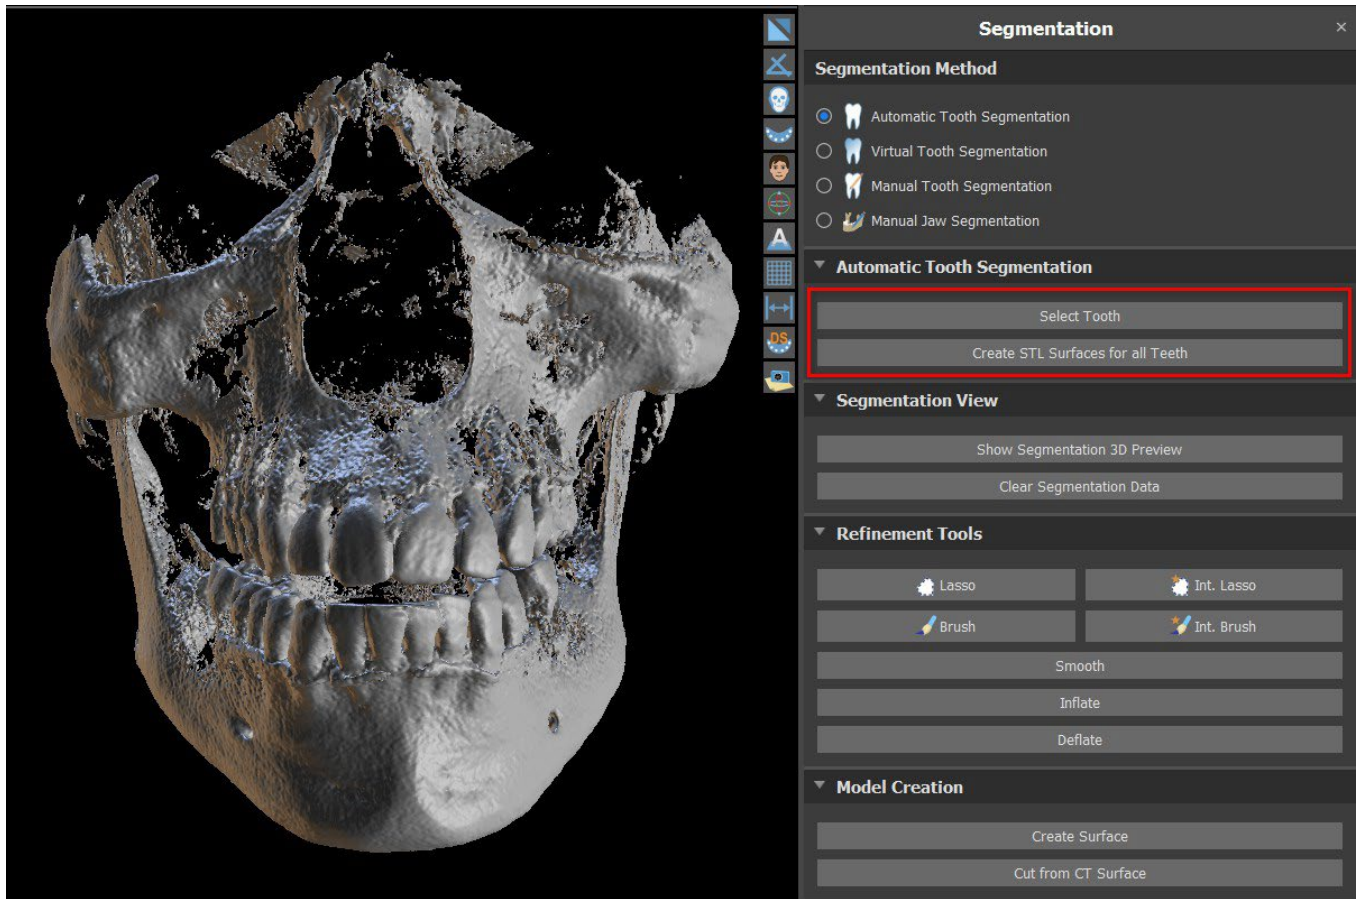 Segmentation
×
Segmentation Method
Automatic Tooth Segmentation
Virtual Tooth Segmentation
Manual Tooth Segmentation
Manual Jaw Segmentation
A
DS
Automatic Tooth Segmentation
Select Tooth
Create STL Surfaces for all Teeth
Segmentation View
Show Segmentation 3D Preview
Clear Segmentation Data
Refinement Tools
Lasso Int. Lasso
Brush Int. Brush
Smooth
Inflate
Deflate
Model Creation
Create Surface
Cut from CT Surface